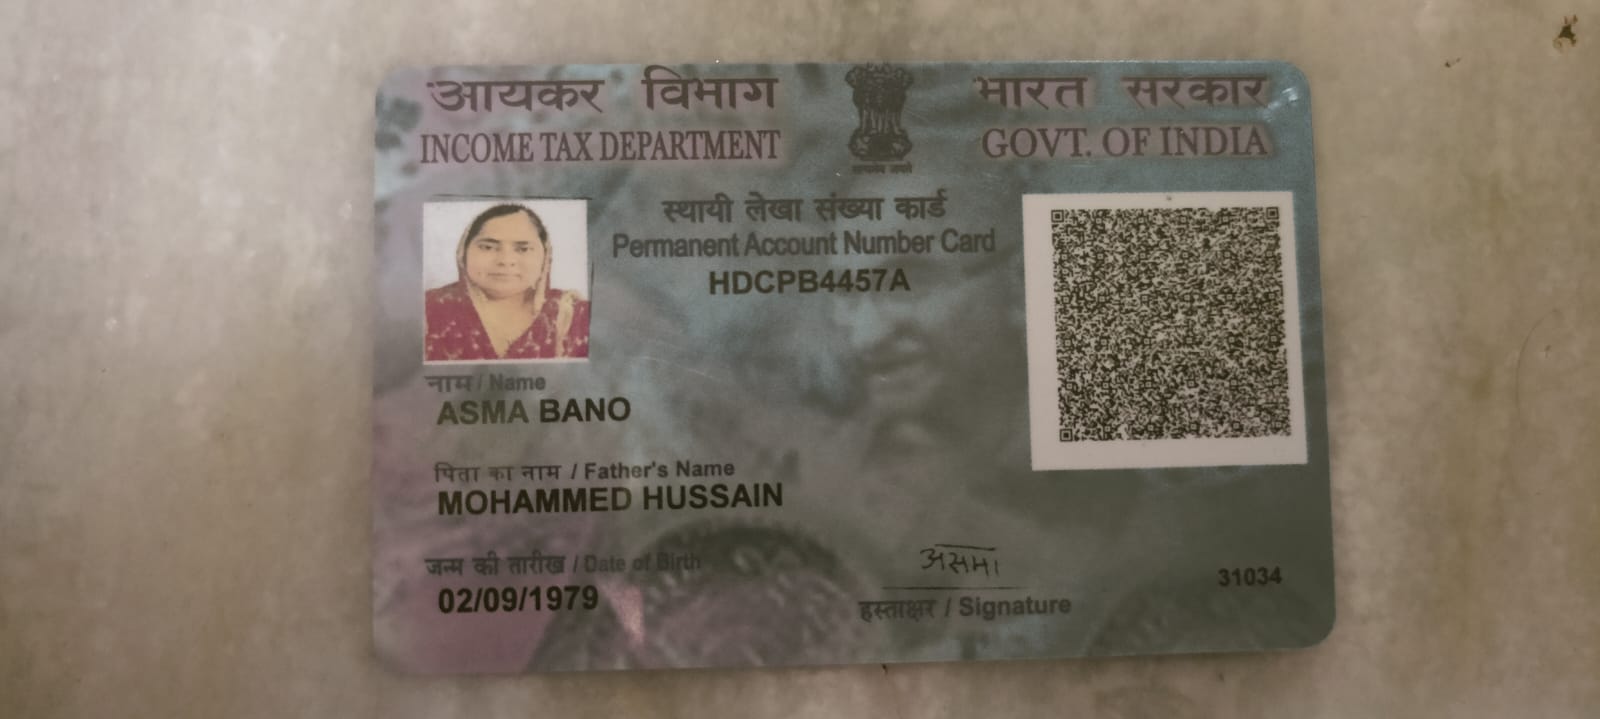 आयकर विभाग
INCOME TAX DEPARTMENT
भारत सरकार
GOVT. OF INDIA
सत्यमेव जयते
स्थायी लेखा संख्या कार्ड
Permanent Account Number Card
HDCPB4457A
नाम / Name
ASMA BANO
पिता का नाम / Father's Name
MOHAMMED HUSSAIN
जन्म की तारीख / Date of Birth
02/09/1979
असमा
हस्ताक्षर / Signature
31034